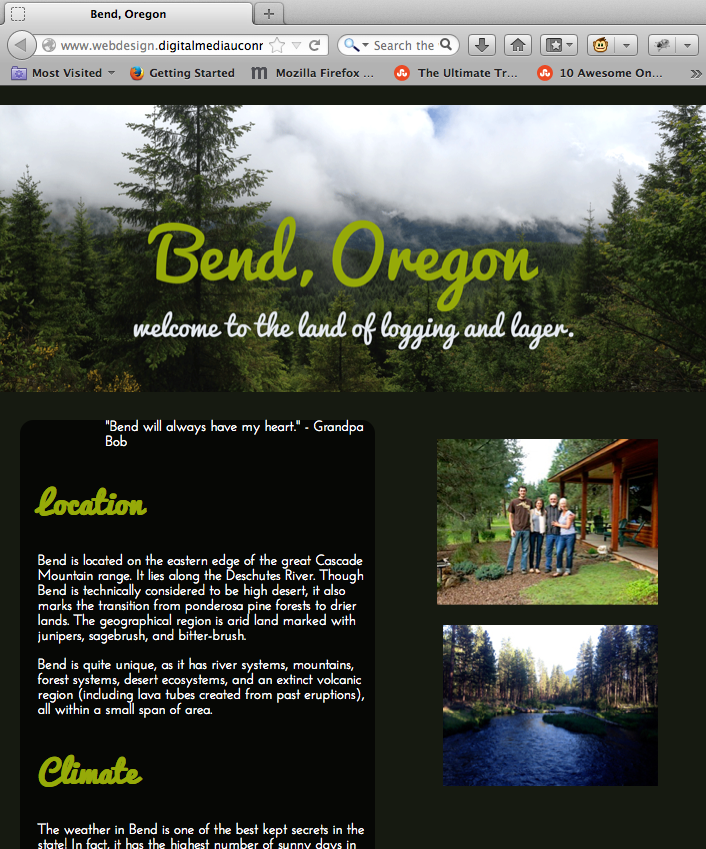 Bend, Oregon
www.webdesign.digitalmediauconr
Search the
Most Visited
Getting Started
Mozilla Firefox ...
The Ultimate Tr...
10 Awesome On...
Bend, Oregon
welcome to the land of logging and lager.
"Bend will always have my heart." - Grandpa
Bob
Location
Bend is located on the eastern edge of the great Cascade
Mountain range. It lies along the Deschutes River. Though
Bend is technically considered to be high desert, it also
marks the transition from ponderosa pine forests to drier
lands. The geographical region is arid land marked with
junipers, sagebrush, and bitter-brush.
Bend is quite unique, as it has river systems, mountains,
forest systems, desert ecosystems, and an extinct volcanic
region (including lava tubes created from past eruptions),
all within a small span of area.
Climate
The weather in Bend is one of the best kept secrets in the
state! In fact, it has the highest number of sunny days in